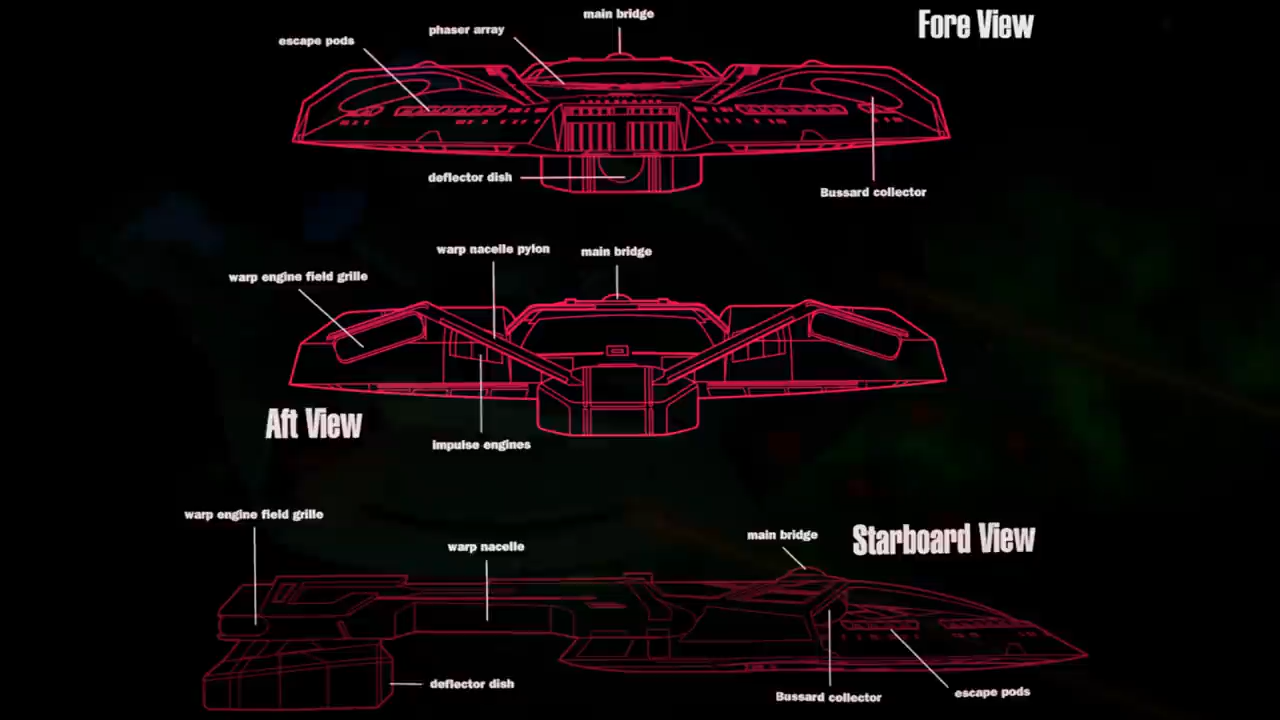 main bridge
Fore View
phaser array
escape pods
deflector dish
Bussard collector
warp nacelle pylon
main bridge
warp engine field grille
Aft View
impulse engines
warp engine field grille
main bridge
Starboard View
warp nacelle
deflector dish
Bussard collector
escape pods